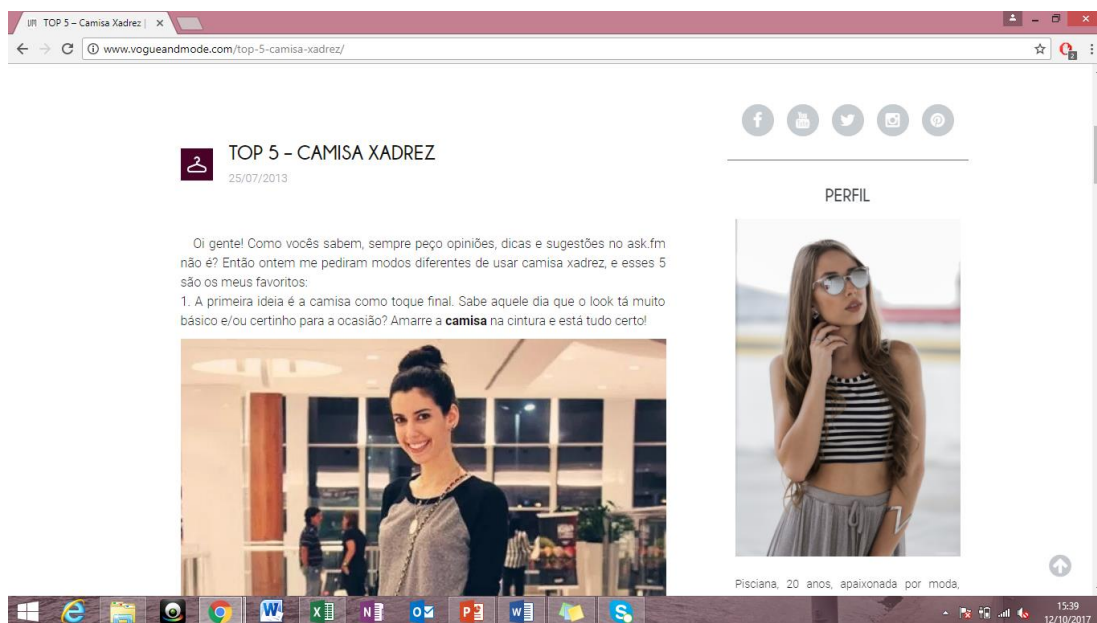 TOP 5 – Camisa Xadrez |
www.vogueandmode.com/top-5-camisa-xadrez/
TOP 5 – CAMISA XADREZ
25/07/2013
Oi gente! Como vocês sabem, sempre peço opiniões, dicas e sugestões no ask.fm
não é? Então ontem me pediram modos diferentes de usar camisa xadrez, e esses 5
são os meus favoritos:
1. A primeira ideia é a camisa como toque final. Sabe aquele dia que o look tá muito
básico e/ou certinho para a ocasião? Amarre a camisa na cintura e está tudo certo!
PERFIL
Pisciana, 20 anos, apaixonada por moda,
15:39
12/10/2017